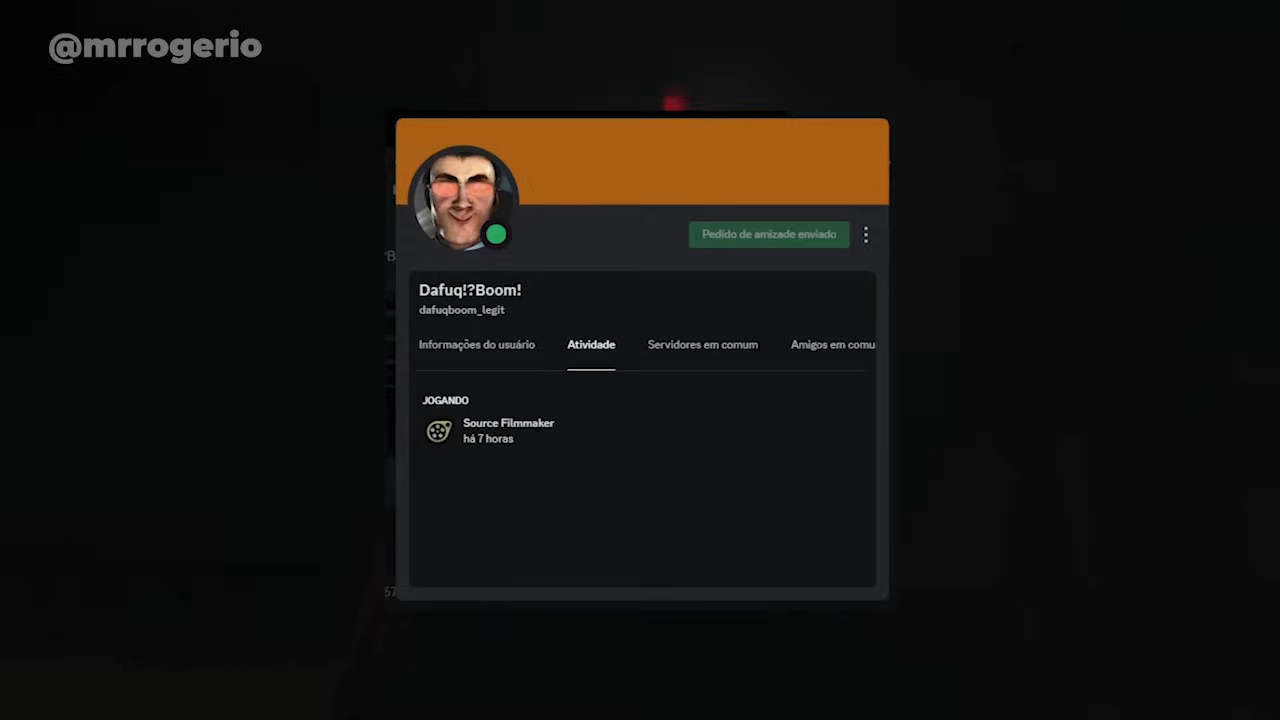 @mrrogerio
Pedido de amizade enviado
Dafuq!?Boom!
dafuqboom_legit
Informações do usuário Atividade Servidores em comum Amigos em comu
JOGANDO
Source Filmmaker
há 7 horas